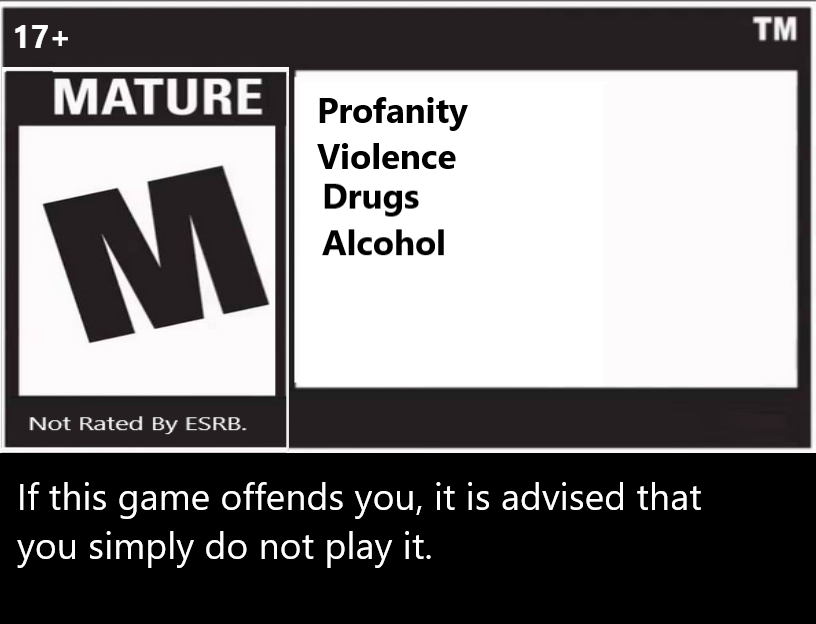 17+
TM
MATURE
M
Not Rated By ESRB.
Profanity
Violence
Drugs
Alcohol
If this game offends you, it is advised that
you simply do not play it.